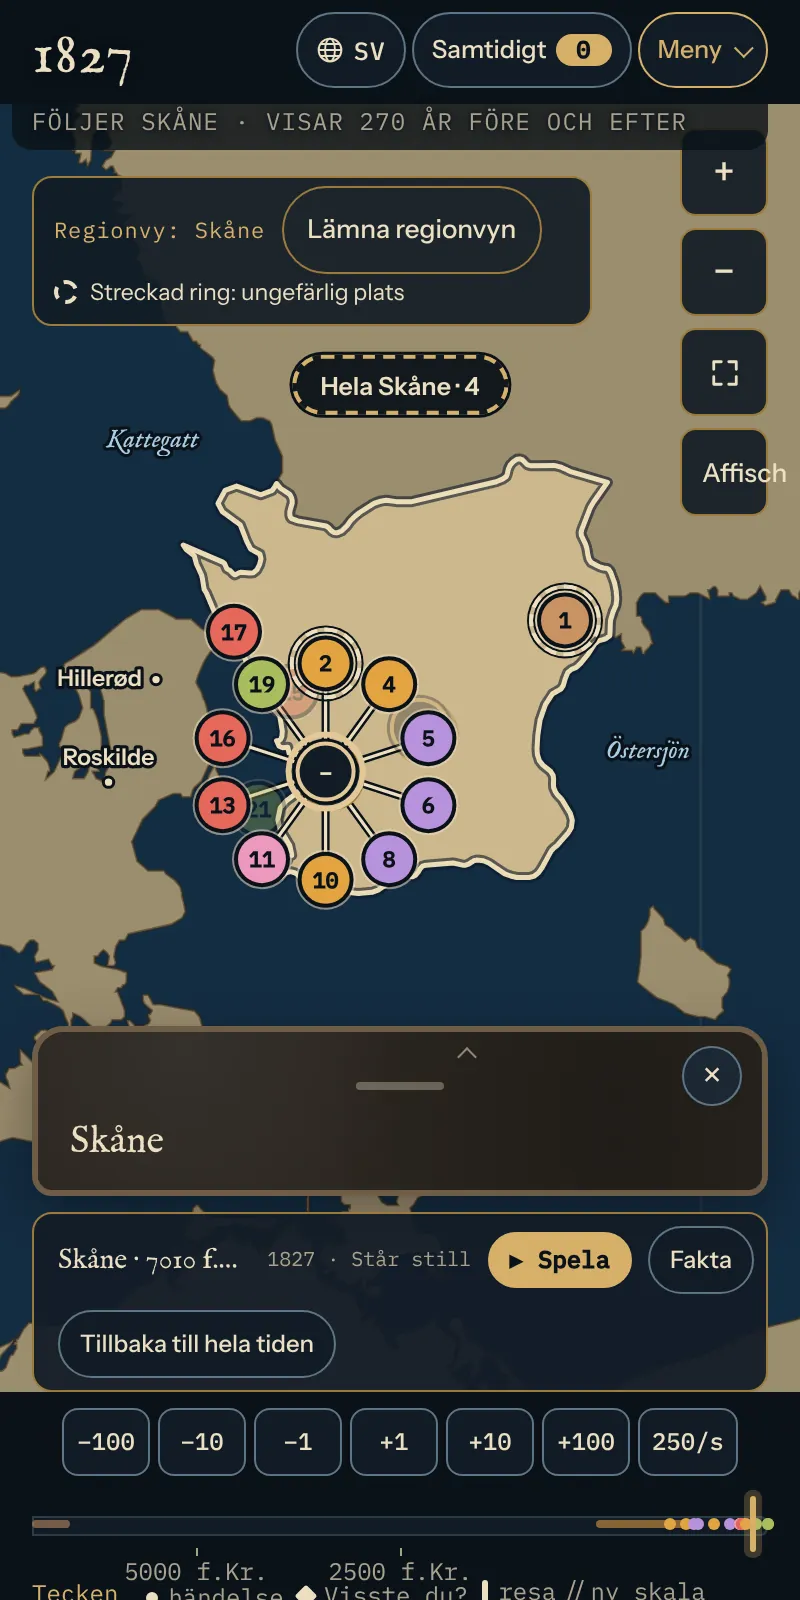 1827
SV
Samtidigt 0
Meny
FÖLJER SKÅNE · VISAR 270 ÅR FÖRE OCH EFTER
+
Regionvy: Skåne
Lämna regionvyn
Streckad ring: ungefärlig plats
−
Hela Skåne · 4
Kattegatt
Affisch
1
17
2
19
4
Hillerød
16
5
Östersjön
Roskilde
–
13
21
6
11
8
10
×
Skåne
Skåne · 7010 f.…
1827 · Står still
▶ Spela
Fakta
Tillbaka till hela tiden
−100
−10
−1
+1
+10
+100
250/s
5000 f.Kr.
2500 f.Kr.
Tecken
händelse
Visste du?
resa // ny skala